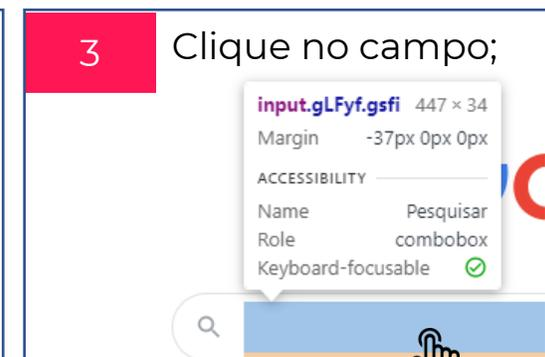 3
Clique no campo;
input.gLFyf.gsfi 447 × 34
Margin -37px 0px 0px
ACCESSIBILITY
Name Pesquisar
Role combobox
Keyboard-focusable